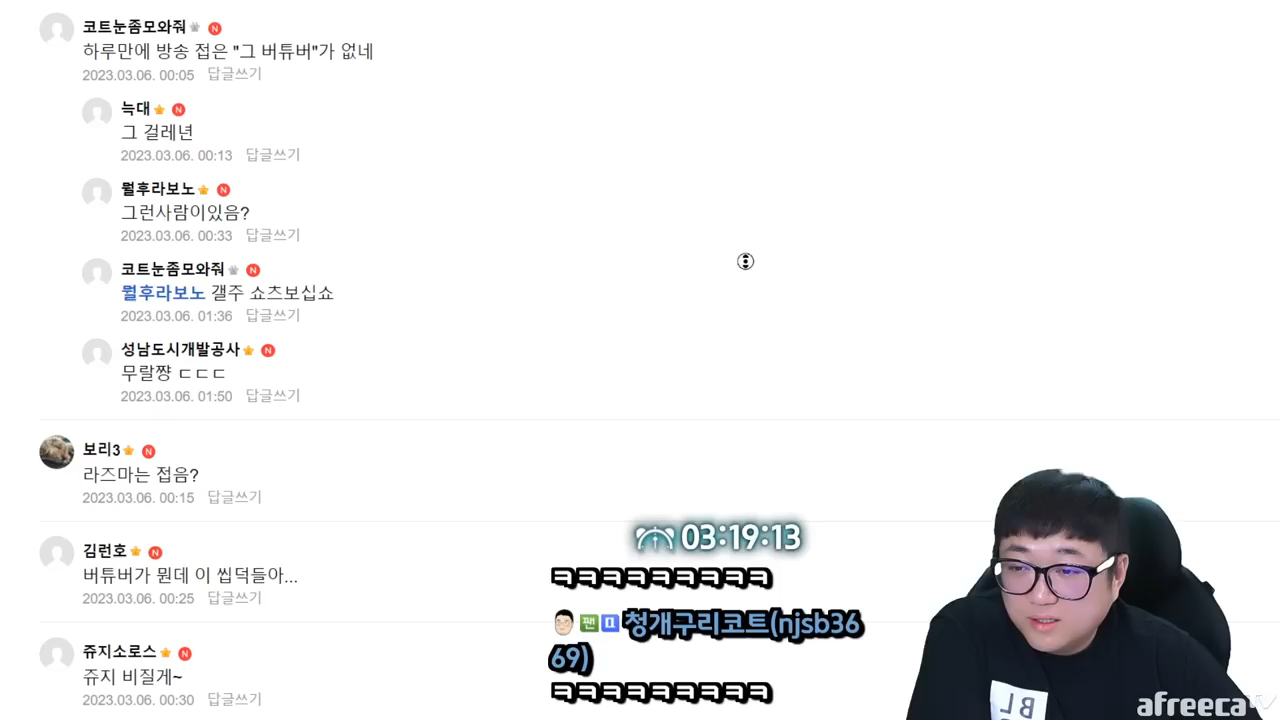 코트눈좀모와줘 N
하루만에 방송 접은 "그 버튜버"가 없네
2023.03.06. 00:05 답글쓰기
늑대 N
그 걸레년
2023.03.06. 00:13 답글쓰기
뭘후라보노 N
그런사람이있음?
2023.03.06. 00:33 답글쓰기
코트눈좀모와줘 N
뭘후라보노 갤주 쇼츠보십쇼
2023.03.06. 01:36 답글쓰기
성남도시개발공사 N
무랄쨩 ㄷㄷㄷ
2023.03.06. 01:50 답글쓰기
보리3 N
라즈마는 접음?
2023.03.06. 00:15 답글쓰기
김런호 N
버튜버가 뭔데 이 씹덕들아...
2023.03.06. 00:25 답글쓰기
쥬지소로스 N
쥬지 비질게~
2023.03.06. 00:30 답글쓰기
03:19:13
ㅋㅋㅋㅋㅋㅋㅋㅋㅋ
팬 청개구리코트(njsb36
69)
ㅋㅋㅋㅋㅋㅋㅋㅋㅋ
BL
afreecaTV